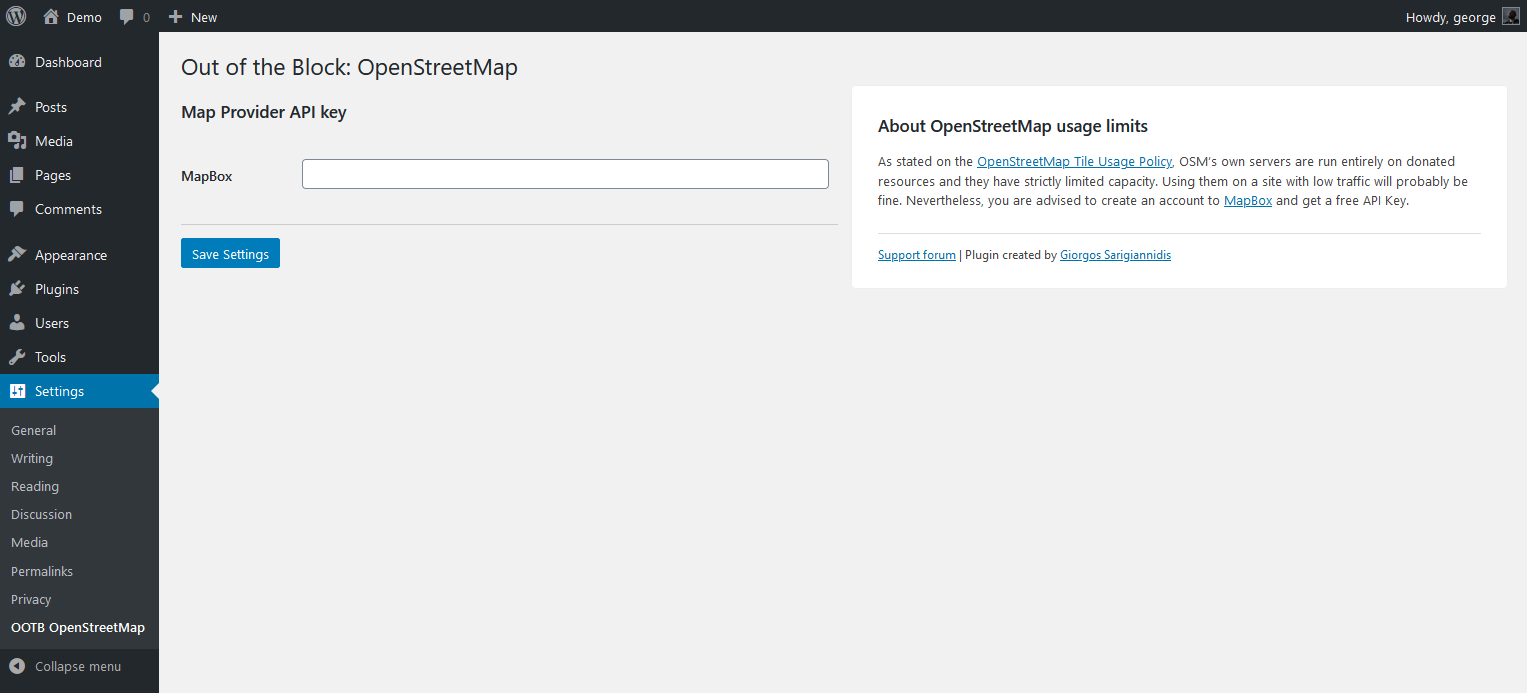 Demo 0 New Howdy, george
Dashboard
Posts
Media
Pages
Comments
Appearance
Plugins
Users
Tools
Settings
General
Writing
Reading
Discussion
Media
Permalinks
Privacy
OOTB OpenStreetMap
Collapse menu
Out of the Block: OpenStreetMap
Map Provider API key
MapBox
Save Settings
About OpenStreetMap usage limits
As stated on the OpenStreetMap Tile Usage Policy, OSM's own servers are run entirely on donated
resources and they have strictly limited capacity. Using them on a site with low traffic will probably be
fine. Nevertheless, you are advised to create an account to MapBox and get a free API Key.
Support forum | Plugin created by Giorgos Sarigiannidis